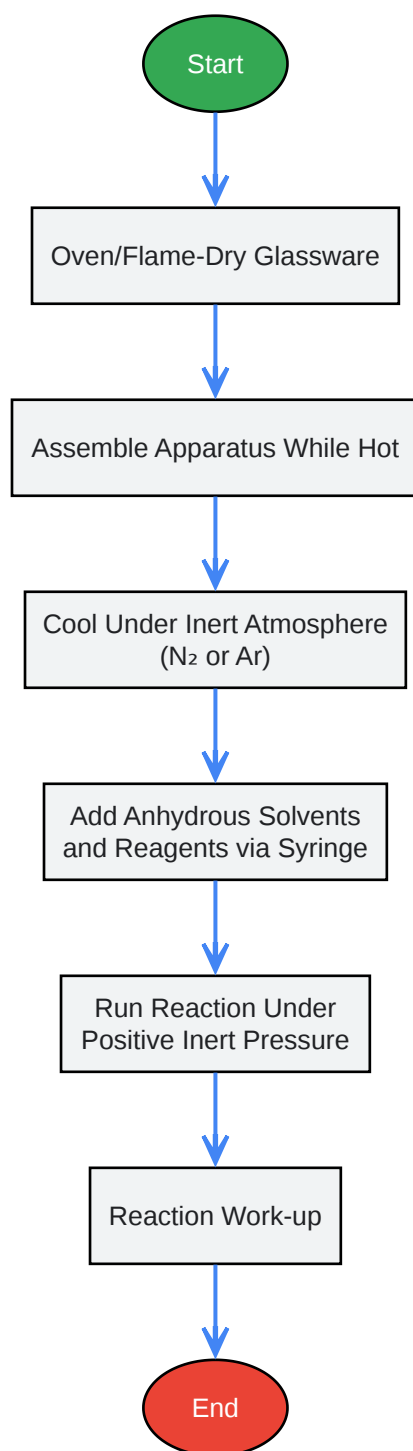 Start
Oven/Flame-Dry Glassware
Assemble Apparatus While Hot
Cool Under Inert Atmosphere
(N₂ or Ar)
Add Anhydrous Solvents
and Reagents via Syringe
Run Reaction Under
Positive Inert Pressure
Reaction Work-up
End